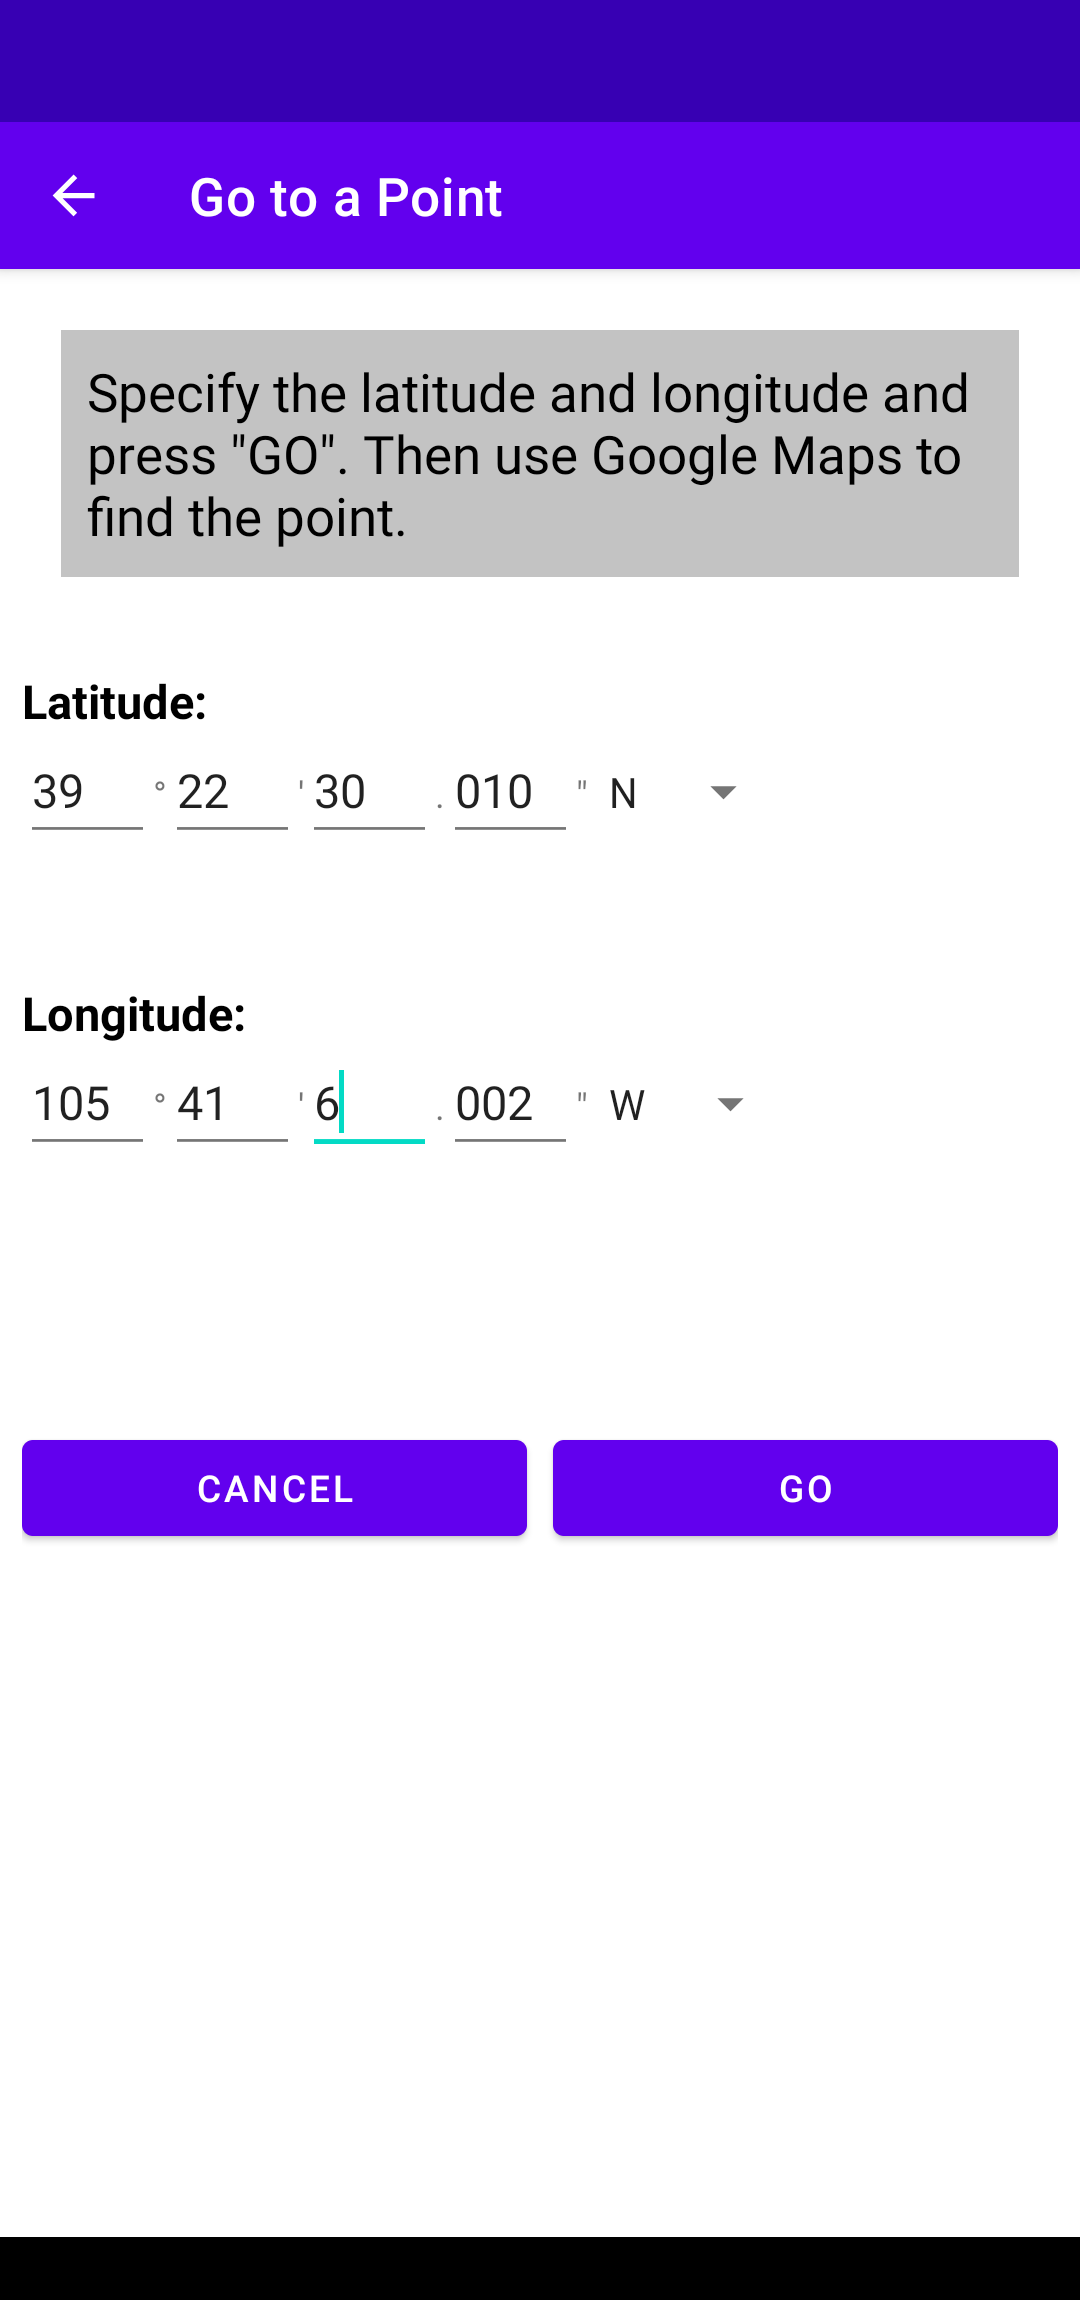 Go to a Point
Specify the latitude and longitude and
press "GO". Then use Google Maps to
find the point.
Latitude:
39 ° 22 ' 30 . 010 " N
Longitude:
105 ° 41 ' 6 . 002 " W
CANCEL GO